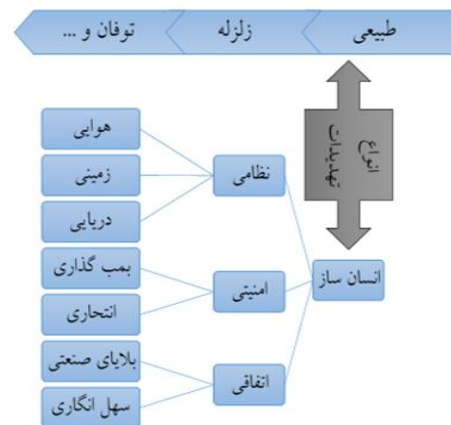 طبیعی
زلزله
توفان و ...
انواع
تهدیدات
انسان ساز
نظامی
هوایی
زمینی
دریایی
امنیتی
بمب گذاری
انتحاری
اتفاقی
بلایای صنعتی
سهل انگاری